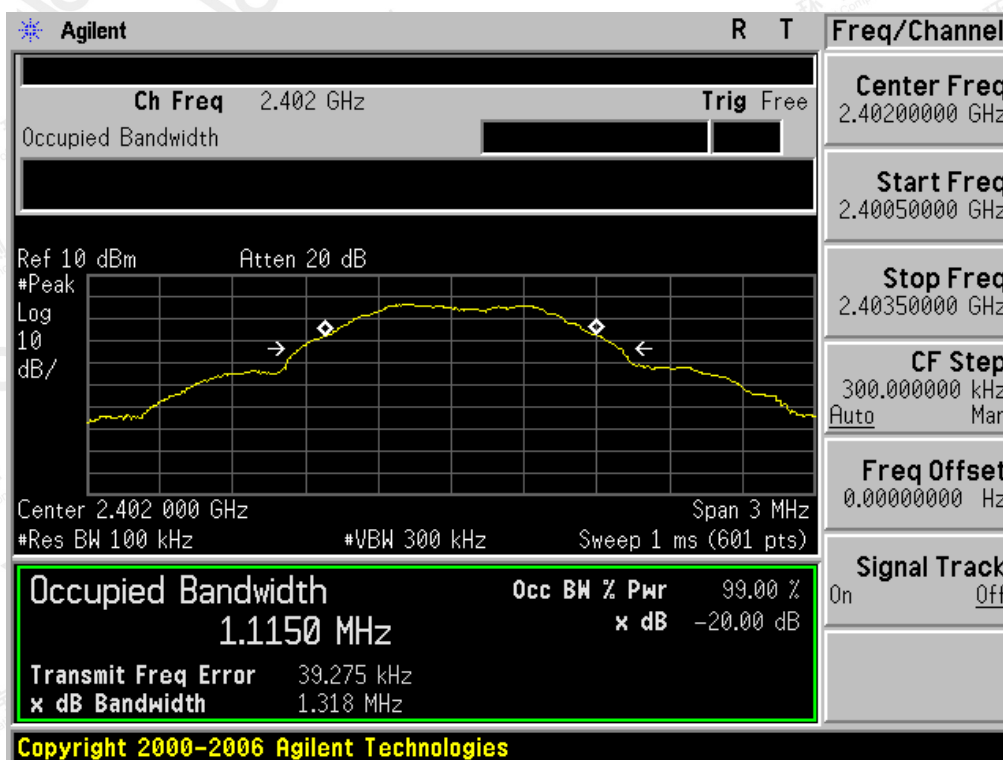 Agilent R T
Freq/Channel
Ch Freq 2.402 GHz Trig Free
Occupied Bandwidth
Ref 10 dBm Atten 20 dB
#Peak
Log
10
dB/
Center 2.402 000 GHz Span 3 MHz
#Res BW 100 kHz #VBW 300 kHz Sweep 1 ms (601 pts)
Occupied Bandwidth
1.1150 MHz
Occ BW % Pwr 99.00 %
x dB -20.00 dB
Transmit Freq Error 39.275 kHz
x dB Bandwidth 1.318 MHz
Copyright 2000-2006 Agilent Technologies
Center Freq
2.40200000 GHz
Start Freq
2.40050000 GHz
Stop Freq
2.40350000 GHz
CF Step
300.000000 kHz
Auto Man
Freq Offset
0.00000000 Hz
Signal Track
On Off